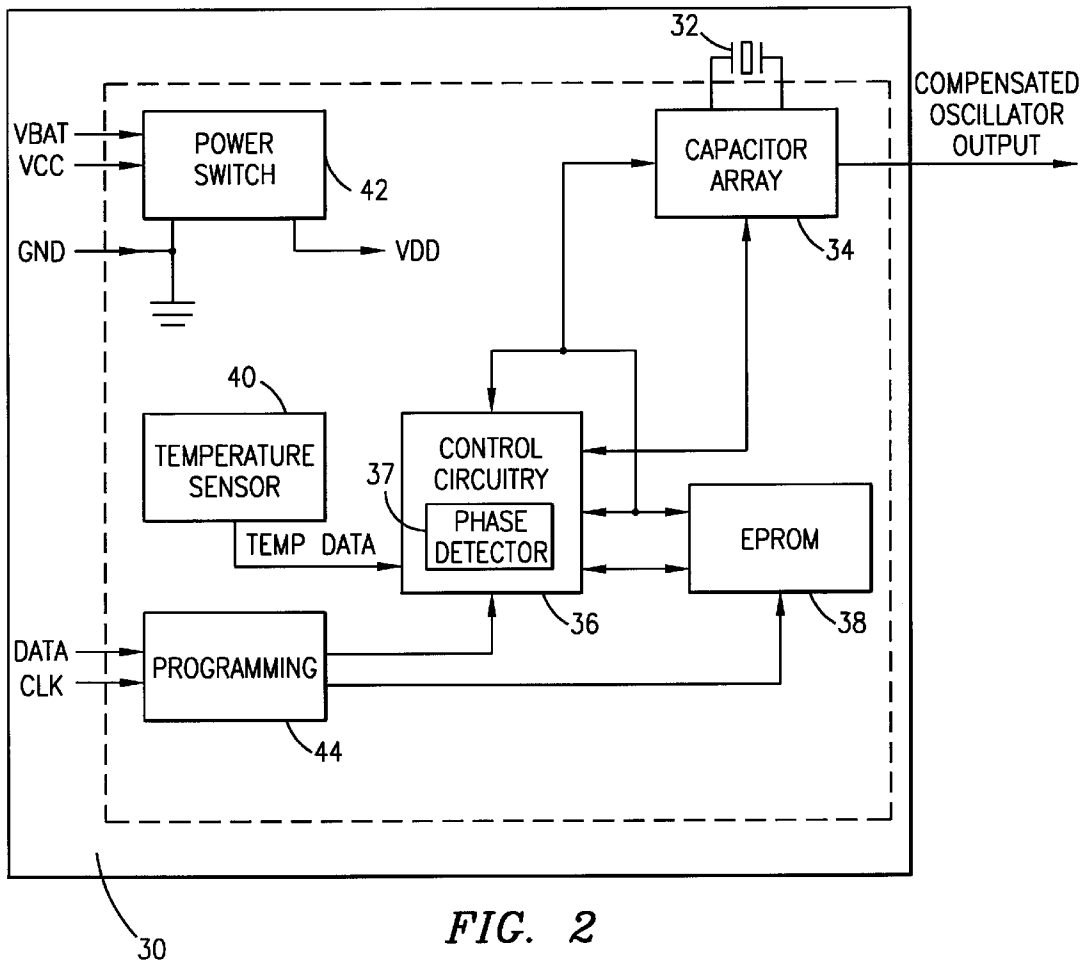 32
COMPENSATED
OSCILLATOR
OUTPUT
VBAT
VCC
POWER
SWITCH
42
CAPACITOR
ARRAY
34
GND
VDD
40
TEMPERATURE
SENSOR
TEMP DATA
CONTROL
CIRCUITRY
37
PHASE
DETECTOR
36
EPROM
38
DATA
CLK
PROGRAMMING
44
30
FIG. 2